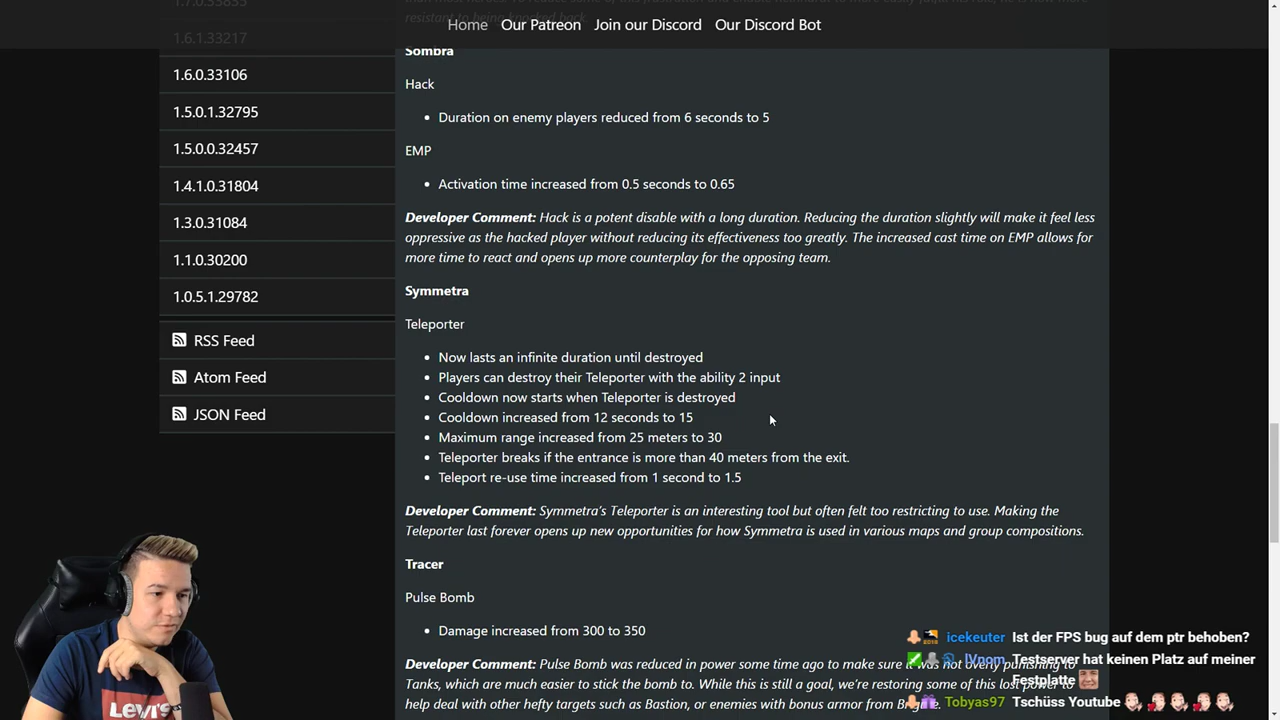 1.7.0.33835
Home Our Patreon Join our Discord Our Discord Bot
1.6.1.33217
1.6.0.33106
1.5.0.1.32795
1.5.0.0.32457
1.4.1.0.31804
1.3.0.31084
1.1.0.30200
1.0.5.1.29782
RSS Feed
Atom Feed
JSON Feed
Sombra
Hack
• Duration on enemy players reduced from 6 seconds to 5
EMP
• Activation time increased from 0.5 seconds to 0.65
Developer Comment: Hack is a potent disable with a long duration. Reducing the duration slightly will make it feel less
oppressive as the hacked player without reducing its effectiveness too greatly. The increased cast time on EMP allows for
more time to react and opens up more counterplay for the opposing team.
Symmetra
Teleporter
• Now lasts an infinite duration until destroyed
• Players can destroy their Teleporter with the ability 2 input
• Cooldown now starts when Teleporter is destroyed
• Cooldown increased from 12 seconds to 15
• Maximum range increased from 25 meters to 30
• Teleporter breaks if the entrance is more than 40 meters from the exit.
• Teleport re-use time increased from 1 second to 1.5
Developer Comment: Symmetra's Teleporter is an interesting tool but often felt too restricting to use. Making the
Teleporter last forever opens up new opportunities for how Symmetra is used in various maps and group compositions.
Tracer
Pulse Bomb
• Damage increased from 300 to 350
Developer Comment: Pulse Bomb was reduced in power some time ago to make sure it was not overly punishing to
Tanks, which are much easier to stick the bomb to. While this is still a goal, we're restoring some of this lost power to
help deal with other hefty targets such as Bastion, or enemies with bonus armor from Brigitte.
icekeuter Ist der FPS bug auf dem ptr behoben?
lVnom Testserver hat keinen Platz auf meiner
Festplatte
Tobyas97 Tschüss Youtube
Levi's